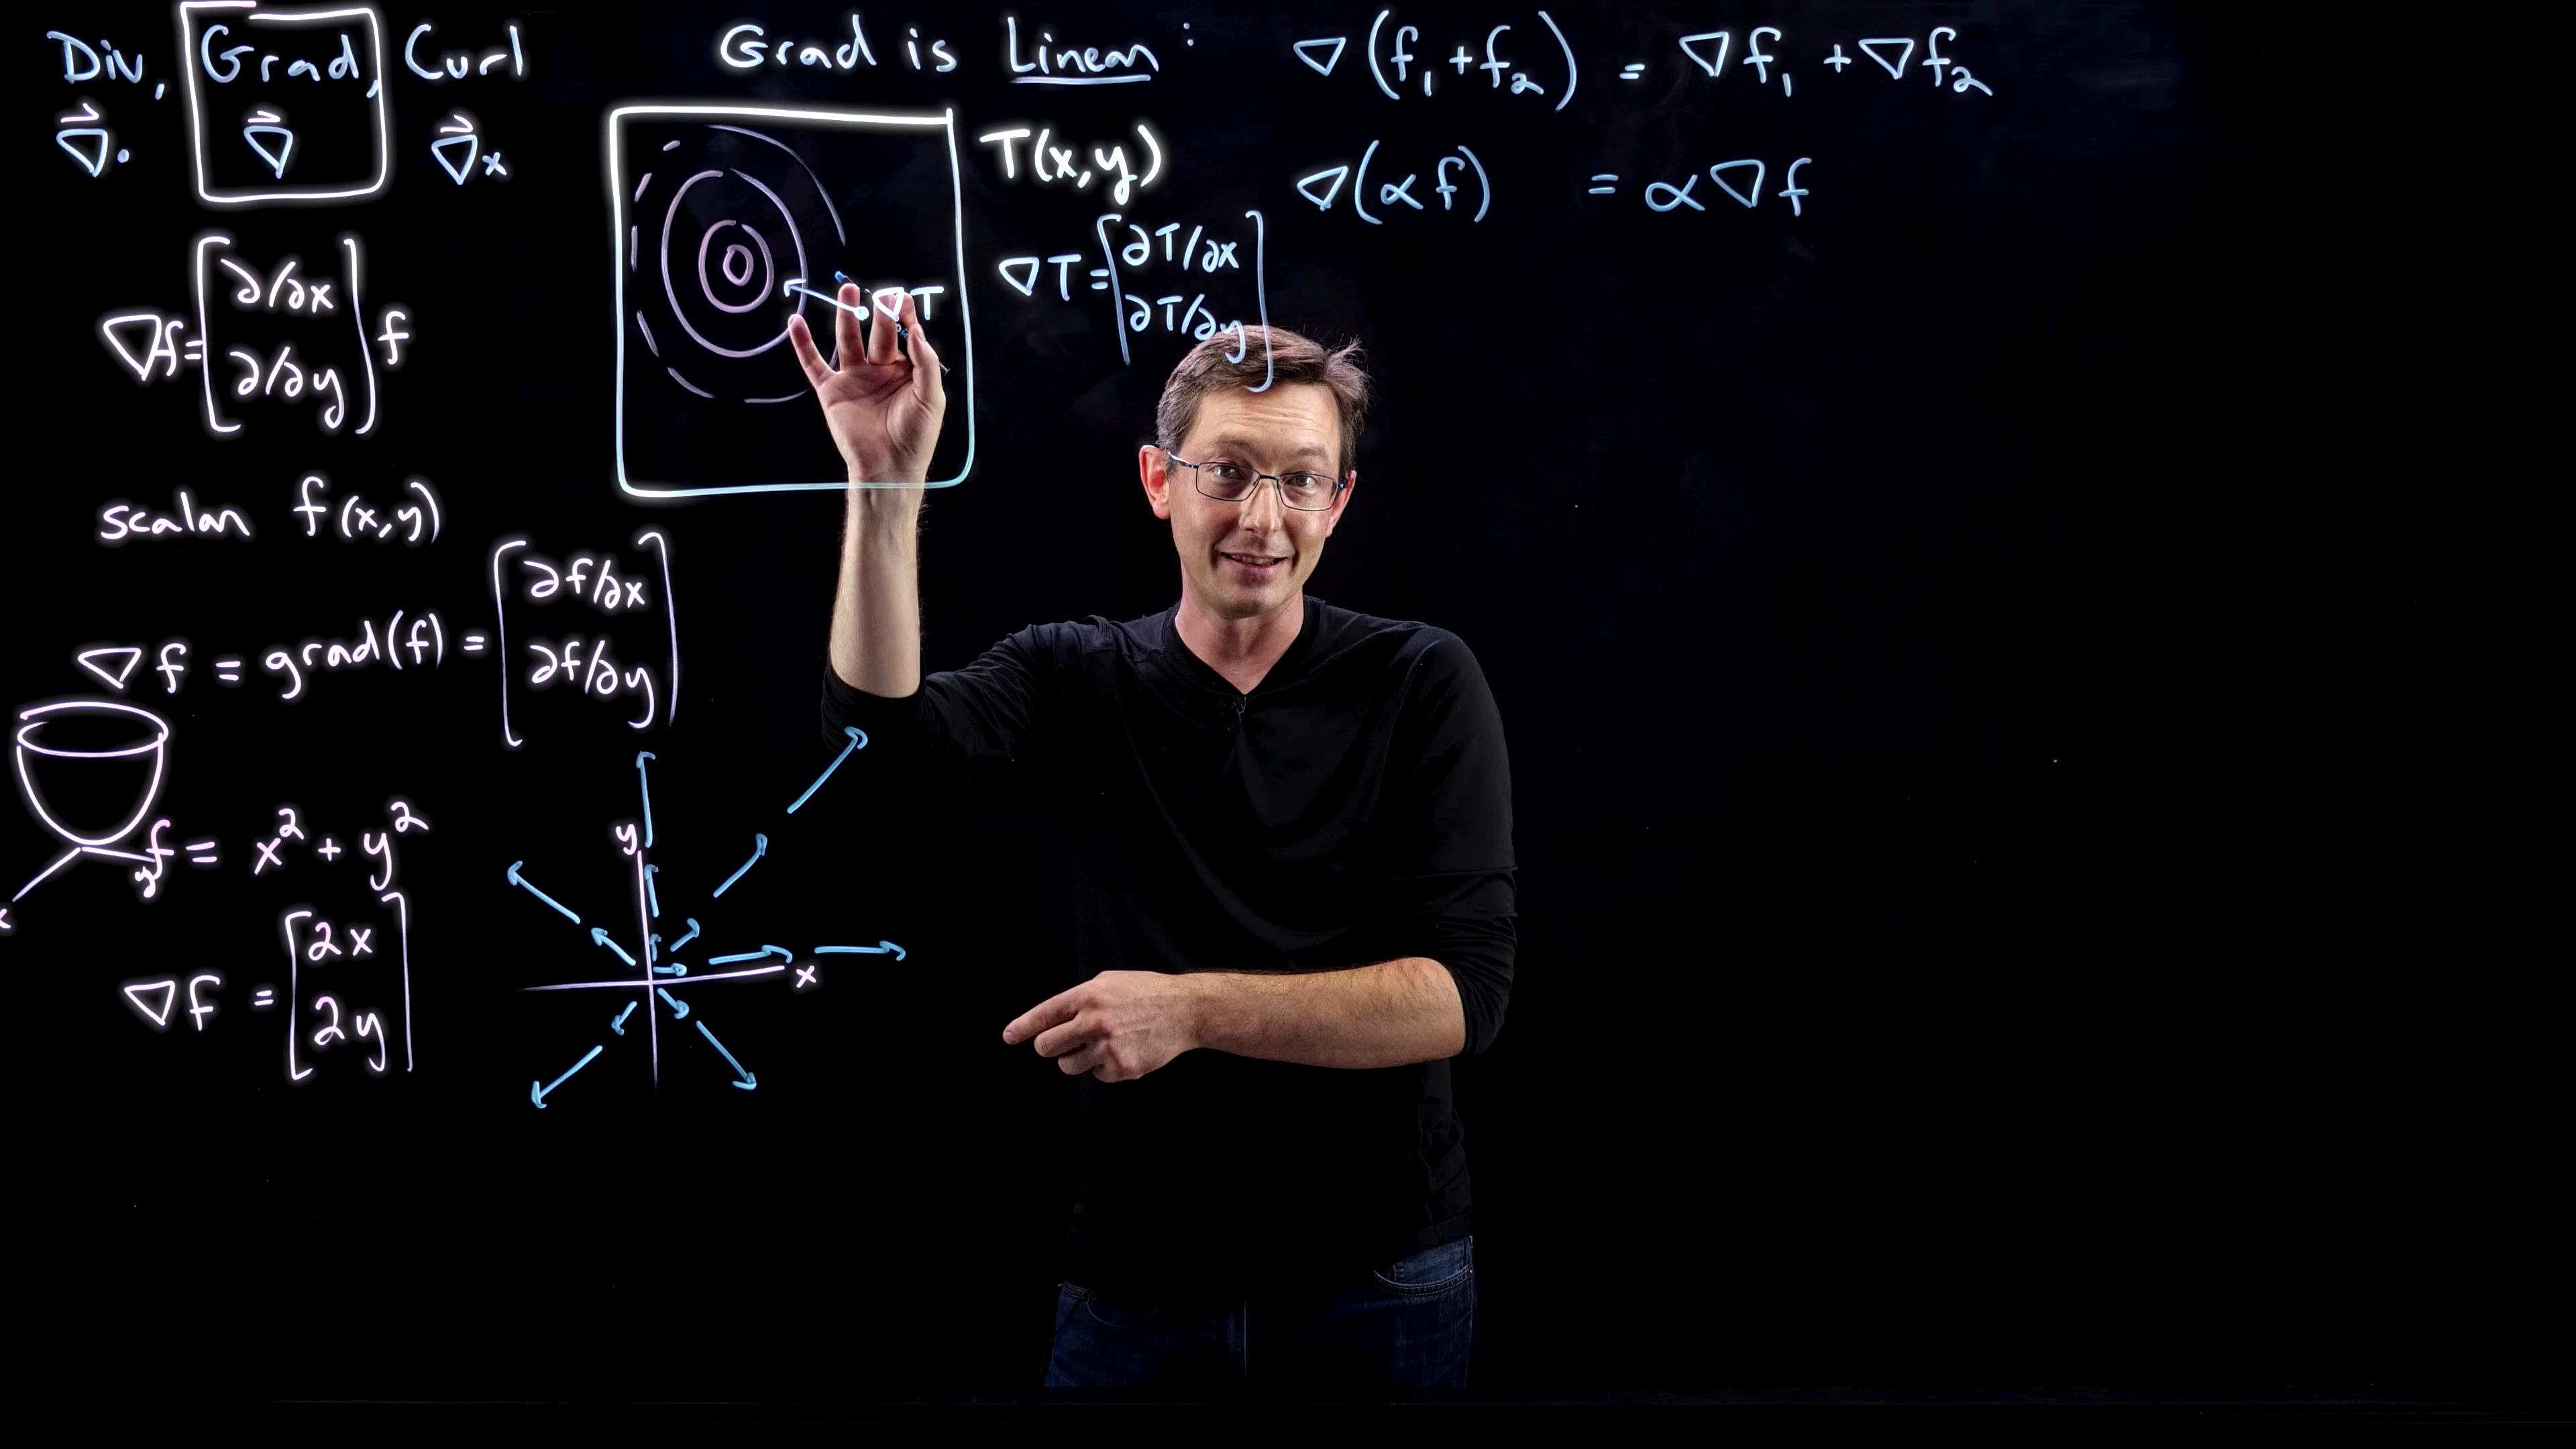 Div, Grad, Curl
∇⃗· ∇⃗ ∇⃗x
∇f = [∂/∂x ∂/∂y] f
scalar f(x,y)
∇f = grad(f) = [∂f/∂x ∂f/∂y]
x y
f = x² + y²
∇f = [2x 2y]
y
x
Grad is Linear:
∇(f₁+f₂) = ∇f₁ + ∇f₂
∇(αf) = α∇f
T(x,y)
∇T
∇T = [∂T/∂x ∂T/∂y]